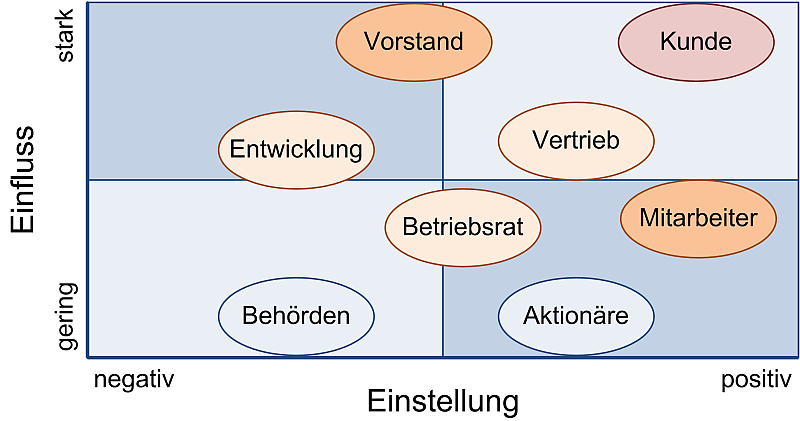 stark
Vorstand
Kunde
Entwicklung
Vertrieb
Einfluss
Betriebsrat
Mitarbeiter
gering
Behörden
Aktionäre
negativ
positiv
Einstellung